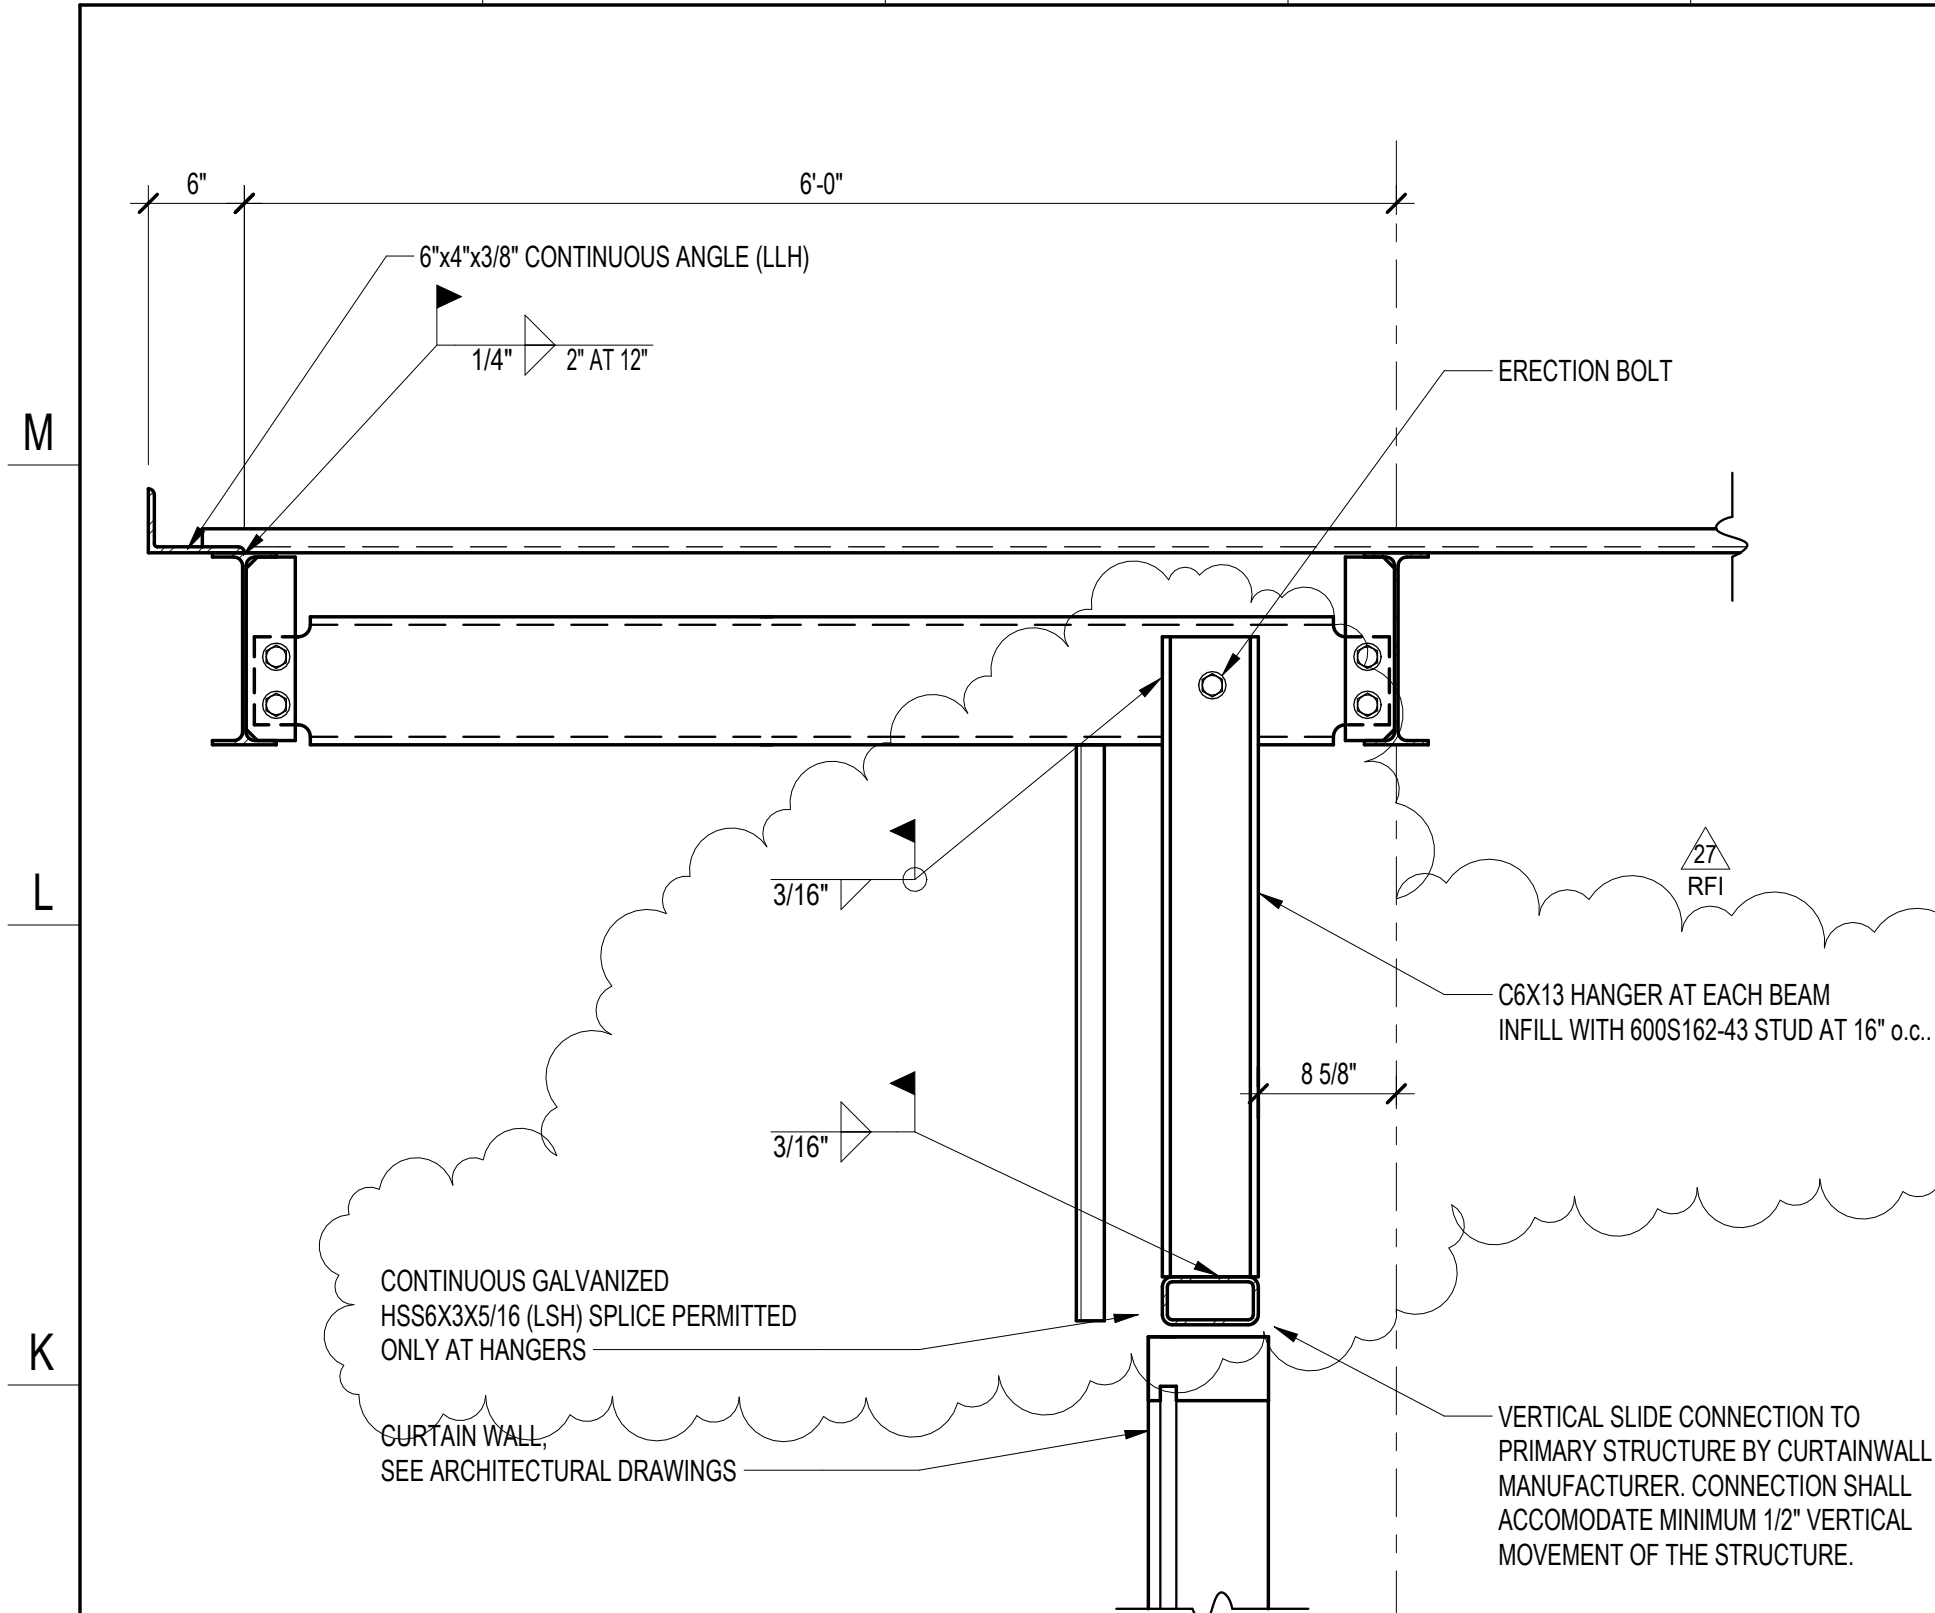 6"
6'-0"
6"x4"x3/8" CONTINUOUS ANGLE (LLH)
1/4"
2" AT 12"
ERECTION BOLT
M
27
RFI
3/16"
L
C6X13 HANGER AT EACH BEAM
INFILL WITH 600S162-43 STUD AT 16" o.c..
8 5/8"
3/16"
CONTINUOUS GALVANIZED
HSS6X3X5/16 (LSH) SPLICE PERMITTED
ONLY AT HANGERS
K
CURTAIN WALL,
SEE ARCHITECTURAL DRAWINGS
VERTICAL SLIDE CONNECTION TO
PRIMARY STRUCTURE BY CURTAINWALL
MANUFACTURER. CONNECTION SHALL
ACCOMODATE MINIMUM 1/2" VERTICAL
MOVEMENT OF THE STRUCTURE.